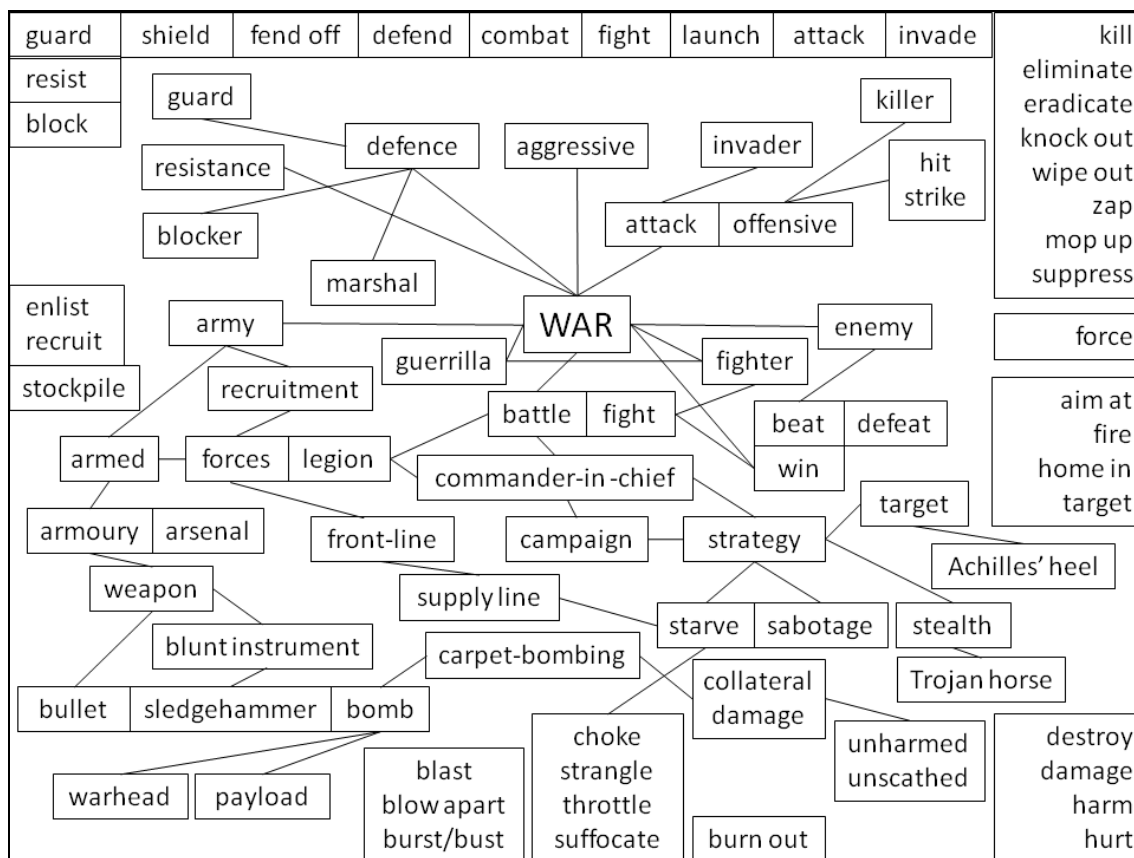 guard
shield
fend off
defend
combat
fight
launch
attack
invade
kill
eliminate
eradicate
knock out
wipe out
zap
mop up
suppress
resist
block
guard
defence
resistance
blocker
marshal
aggressive
invader
killer
attack
offensive
hit
strike
WAR
enlist
recruit
stockpile
army
recruitment
guerrilla
fighter
enemy
force
battle
fight
beat
defeat
win
aim at
fire
home in
target
armed
forces
legion
commander-in -chief
target
armoury
arsenal
front-line
campaign
strategy
Achilles' heel
weapon
supply line
starve
sabotage
stealth
blunt instrument
carpet-bombing
Trojan horse
collateral
damage
bullet
sledgehammer
bomb
unharmed
unscathed
warhead
payload
blast
blow apart
burst/bust
choke
strangle
throttle
suffocate
burn out
destroy
damage
harm
hurt